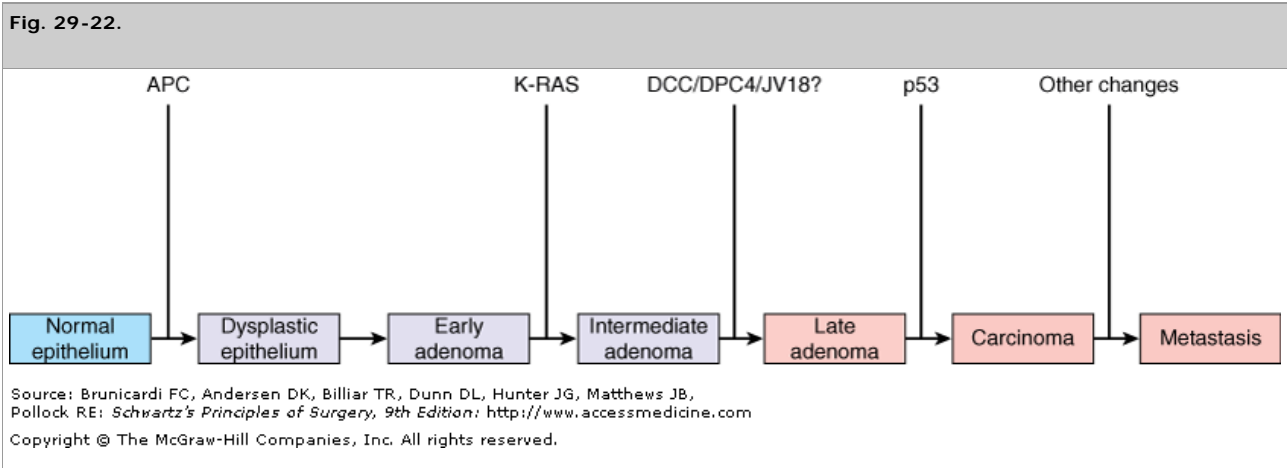 Fig. 29-22.
APC
K-RAS
DCC/DPC4/JV18?
p53
Other changes
Normal
epithelium
Dysplastic
epithelium
Early
adenoma
Intermediate
adenoma
Late
adenoma
Carcinoma
Metastasis
Source: Brunicardi FC, Andersen DK, Billiar TR, Dunn DL, Hunter JG, Matthews JB,
Pollock RE: Schwartz's Principles of Surgery, 9th Edition: http://www.accessmedicine.com
Copyright © The McGraw-Hill Companies, Inc. All rights reserved.